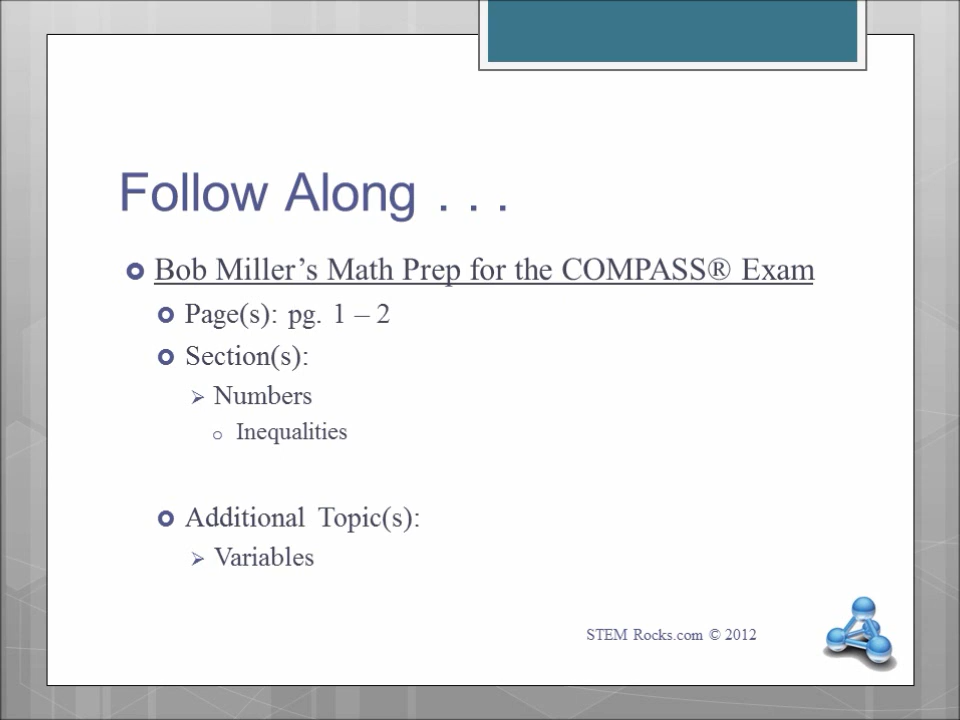 Follow Along . . .
Bob Miller’s Math Prep for the COMPASS® Exam
Page(s): pg. 1 – 2
Section(s):
Numbers
Inequalities
Additional Topic(s):
Variables
STEM Rocks.com © 2012